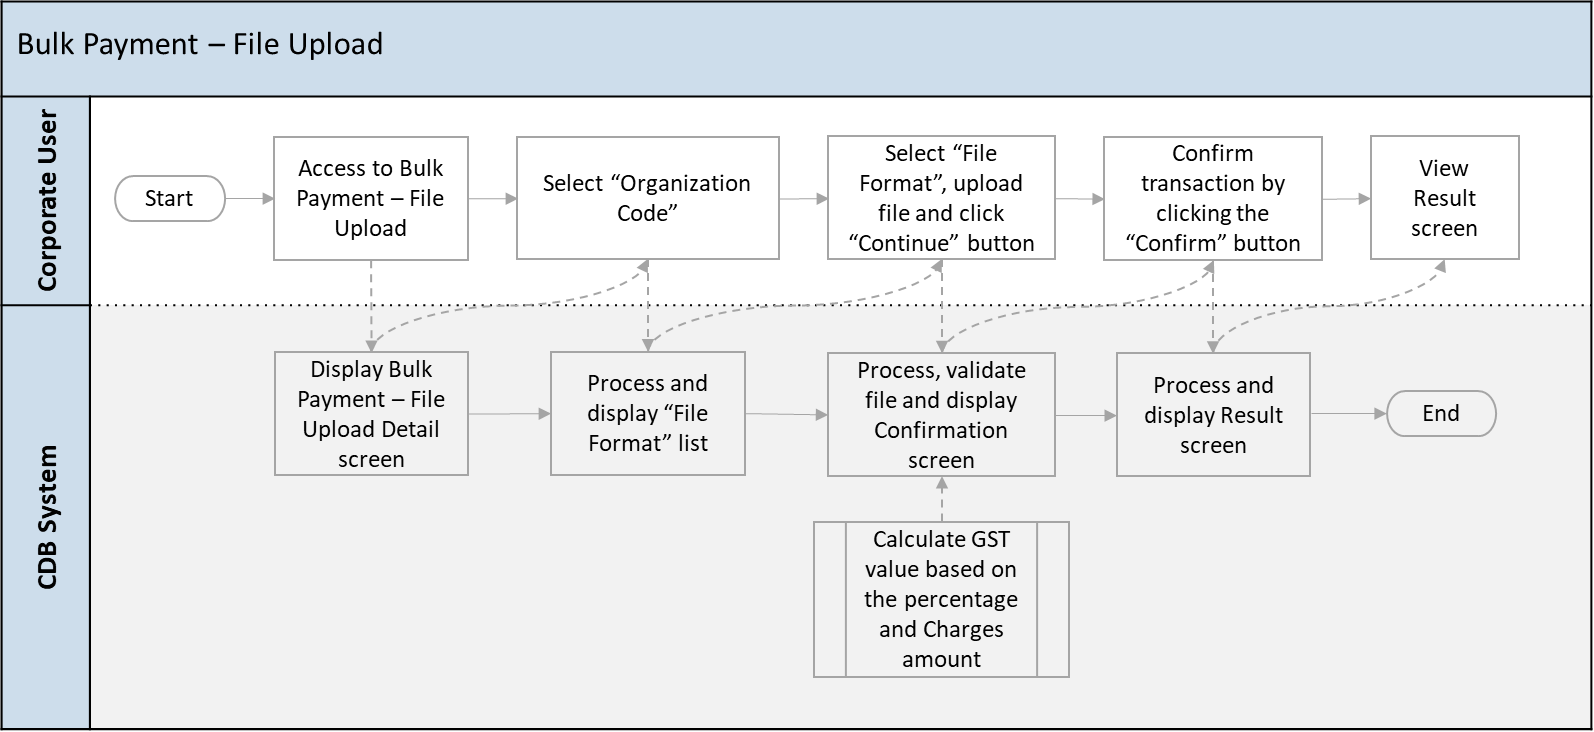 Bulk Payment – File Upload
Corporate User
Start
Access to Bulk
Payment – File
Upload
Select “Organization
Code”
Select “File
Format”, upload
file and click
“Continue” button
Confirm
transaction by
clicking the
“Confirm” button
View
Result
screen
CDB System
Display Bulk
Payment – File
Upload Detail
screen
Process and
display “File
Format” list
Process, validate
file and display
Confirmation
screen
Process and
display Result
screen
End
Calculate GST
value based on
the percentage
and Charges
amount